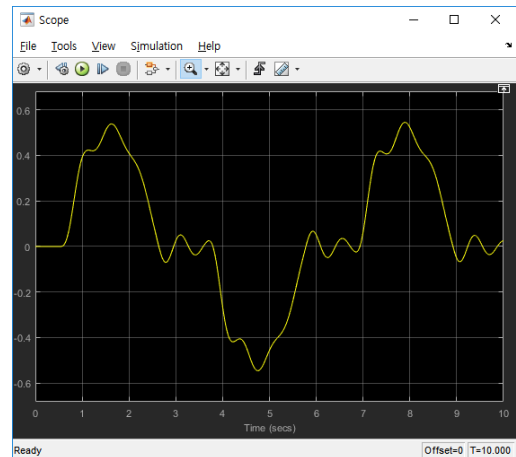 Scope
File Tools View Simulation Help
0.6
0.4
0.2
0
-0.2
-0.4
-0.6
0 1 2 3 4 5 6 7 8 9 10
Time (secs)
Ready Offset=0 T=10.000